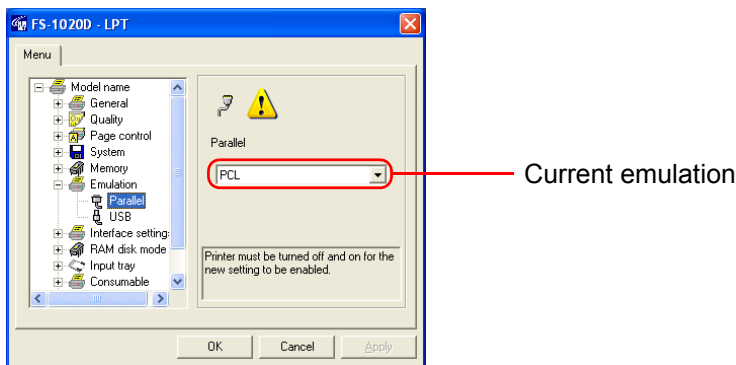 FS-1020D - LPT
Menu
Model name
General
Quality
Page control
System
Memory
Emulation
Parallel
USB
Interface setting:
RAM disk mode
Input tray
Consumable
Parallel
PCL
Current emulation
Printer must be turned off and on for the
new setting to be enabled.
OK
Cancel
Apply